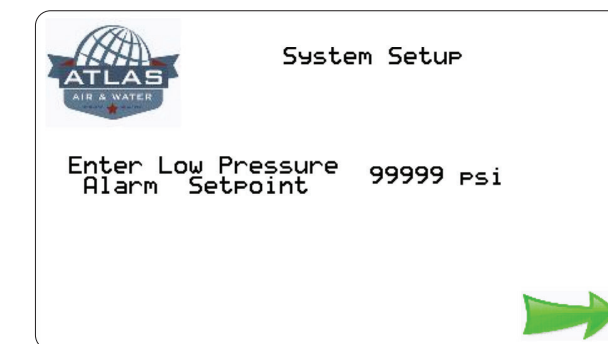 System Setup
ATLAS
AIR & WATER
Enter Low Pressure
Alarm Setpoint
99999 psi